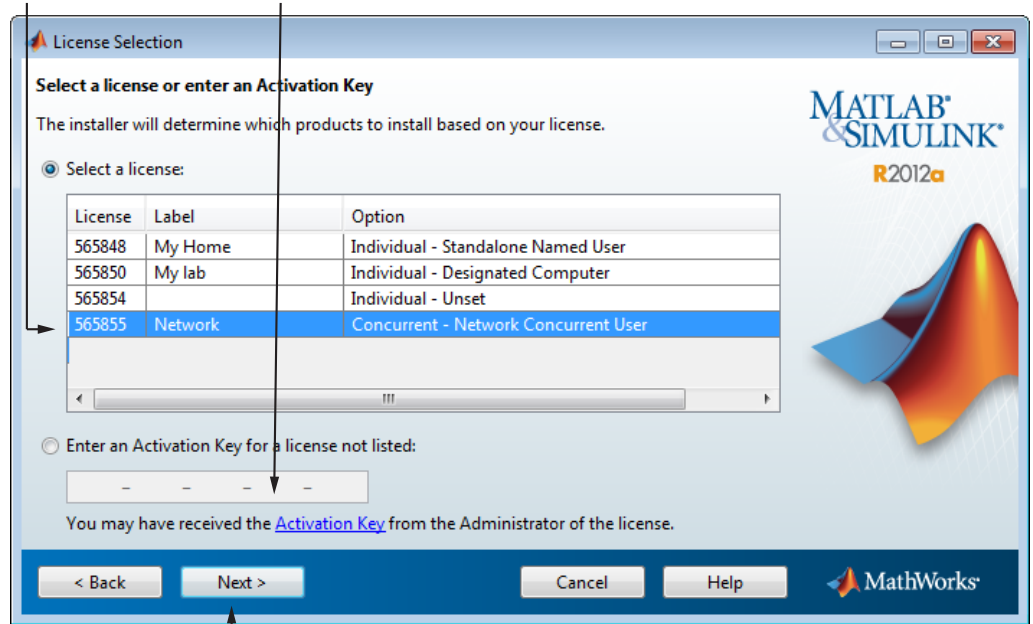 License Selection
Select a license or enter an Activation Key
The installer will determine which products to install based on your license.
MATLAB®
&SIMULINK®
R2012a
Select a license:
License Label Option
565848 My Home Individual - Standalone Named User
565850 My lab Individual - Designated Computer
565854 Individual - Unset
565855 Network Concurrent - Network Concurrent User
Enter an Activation Key for a license not listed:
- - - -
You may have received the Activation Key from the Administrator of the license.
< Back Next > Cancel Help MathWorks®